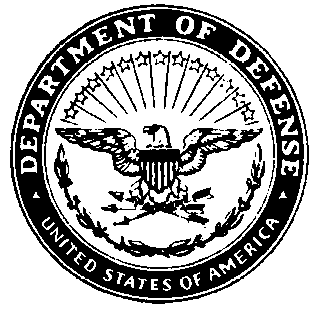 DEPARTMENT OF DEFENSE
UNITED STATES OF AMERICA